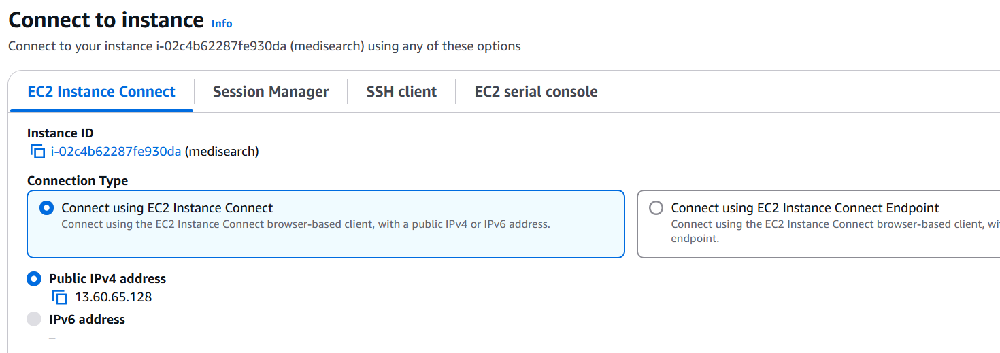 Connect to instance Info
Connect to your instance i-02c4b62287fe930da (medisearch) using any of these options
EC2 Instance Connect
Session Manager
SSH client
EC2 serial console
Instance ID
i-02c4b62287fe930da (medisearch)
Connection Type
Connect using EC2 Instance Connect
Connect using the EC2 Instance Connect browser-based client, with a public IPv4 or IPv6 address.
Connect using EC2 Instance Connect Endpoint
Connect using the EC2 Instance Connect browser-based client, wi
endpoint.
Public IPv4 address
13.60.65.128
IPv6 address
–